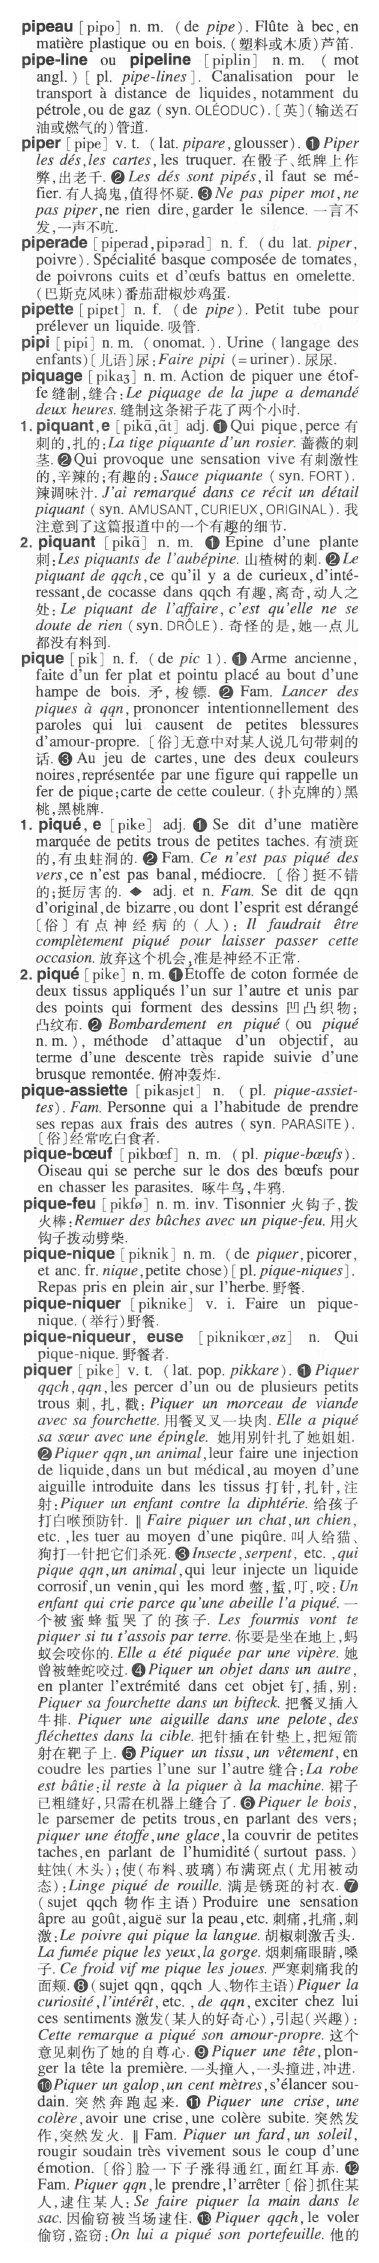 pipeau [pipo] n. m. (de pipe). Flûte à bec, en
matière plastique ou en bois. (塑料或木质)芦笛.
pipe-line ou pipeline [piplin] n. m. ( mot
angl. ) [ pl. pipe-lines ]. Canalisation pour le
transport à distance de liquides, notamment du
pétrole, ou de gaz (syn. OLÉODUC). [英](输送石
油或燃气的)管道.
piper [pipe] v. t. (lat. pipare, glousser). ❶ Piper
les dés, les cartes, les truquer. 在骰子、纸牌上作
弊, 出老千. ❷ Les dés sont pipés, il faut se mé-
fier. 有人捣鬼, 值得怀疑. ❸ Ne pas piper mot, ne
pas piper, ne rien dire, garder le silence. 一言不
发, 一声不吭.
piperade [piperad, pipərad] n. f. (du lat. piper,
poivre). Spécialité basque composée de tomates,
de poivrons cuits et d'œufs battus en omelette.
(巴斯克风味)番茄甜椒炒鸡蛋.
pipette [pipɛt] n. f. (de pipe). Petit tube pour
prélever un liquide. 吸管.
pipi [pipi] n. m. (onomat.). Urine (langage des
enfants) [儿语]尿: Faire pipi (= uriner). 尿尿.
piquage [pikaʒ] n. m. Action de piquer une étof-
fe 缝制, 缝合: Le piquage de la jupe a demandé
deux heures. 缝制这条裙子花了两个小时.
1. piquant, e [pikɑ̃, ɑ̃t] adj. ❶ Qui pique, perce 有
刺的, 扎的: La tige piquante d'un rosier. 蔷薇的刺
茎. ❷ Qui provoque une sensation vive 有刺激性
的, 辛辣的; 有趣的: Sauce piquante (syn. FORT).
辣调味汁. J'ai remarqué dans ce récit un détail
piquant (syn. AMUSANT, CURIEUX, ORIGINAL). 我
注意到了这篇报道中的一个有趣的细节.
2. piquant [pikɑ̃] n. m. ❶ Épine d'une plante
刺: Les piquants de l'aubépine. 山楂树的刺. ❷ Le
piquant de qqch, ce qu'il y a de curieux, d'inté-
ressant, de cocasse dans qqch 有趣, 离奇, 动人之
处: Le piquant de l'affaire, c'est qu'elle ne se
doute de rien (syn. DRÔLE). 奇怪的是, 她一点儿
都没有料到.
pique [pik] n. f. (de pic 1). ❶ Arme ancienne,
faite d'un fer plat et pointu placé au bout d'une
hampe de bois. 矛, 梭镖. ❷ Fam. Lancer des
piques à qqn, prononcer intentionnellement des
paroles qui lui causent de petites blessures
d'amour-propre. [俗]无意中对某人说几句带刺的
话. ❸ Au jeu de cartes, une des deux couleurs
noires, représentée par une figure qui rappelle un
fer de pique; carte de cette couleur. (扑克牌的)黑
桃, 黑桃牌.
1. piqué, e [pike] adj. ❶ Se dit d'une matière
marquée de petits trous de petites taches. 有渍斑
的, 有虫蛀洞的. ❷ Fam. Ce n'est pas piqué des
vers, ce n'est pas banal, médiocre. [俗]挺不错
的; 挺厉害的. ◆ adj. et n. Fam. Se dit de qqn
d'original, de bizarre, ou dont l'esprit est dérangé
[俗]有点神经病的(人): Il faudrait être
complètement piqué pour laisser passer cette
occasion. 放弃这个机会, 准是神经不正常.
2. piqué [pike] n. m. ❶ Étoffe de coton formée de
deux tissus appliqués l'un sur l'autre et unis par
des points qui forment des dessins 凹凸织物;
凸纹布. ❷ Bombardement en piqué (ou piqué
n. m.), méthode d'attaque d'un objectif, au
terme d'une descente très rapide suivie d'une
brusque remontée. 俯冲轰炸.
pique-assiette [pikasjɛt] n. (pl. pique-assiet-
tes). Fam. Personne qui a l'habitude de prendre
ses repas aux frais des autres (syn. PARASITE).
[俗]经常吃白食者.
pique-bœuf [pikbœf] n. m. (pl. pique-bœufs).
Oiseau qui se perche sur le dos des bœufs pour
en chasser les parasites. 啄牛鸟, 牛鸦.
pique-feu [pikfø] n. m. inv. Tisonnier 火钩子, 拨
火棒: Remuer des bûches avec un pique-feu. 用火
钩子拨动劈柴.
pique-nique [piknik] n. m. (de piquer, picorer,
et anc. fr. nique, petite chose) [pl. pique-niques].
Repas pris en plein air, sur l'herbe. 野餐.
pique-niquer [piknike] v. i. Faire un pique-
nique. (举行)野餐.
pique-niqueur, euse [piknikœr, øz] n. Qui
pique-nique. 野餐者.
piquer [pike] v. t. (lat. pop. pikkare). ❶ Piquer
qqch, qqn, les percer d'un ou de plusieurs petits
trous 刺, 扎, 戳: Piquer un morceau de viande
avec sa fourchette. 用餐叉叉一块肉. Elle a piqué
sa sœur avec une épingle. 她用别针扎了她姐姐.
❷ Piquer qqn, un animal, leur faire une injection
de liquide, dans un but médical, au moyen d'une
aiguille introduite dans les tissus 打针, 扎针, 注
射: Piquer un enfant contre la diphtérie. 给孩子
打白喉预防针. ‖ Faire piquer un chat, un chien,
etc., les tuer au moyen d'une piqûre. 叫人给猫、
狗打一针把它们杀死. ❸ Insecte, serpent, etc., qui
pique qqn, un animal, qui leur injecte un liquide
corrosif, un venin, qui les mord 螫, 蜇, 叮, 咬: Un
enfant qui crie parce qu'une abeille l'a piqué. 一
个被蜜蜂蜇哭了的孩子. Les fourmis vont te
piquer si tu t'assois par terre. 你要是坐在地上, 蚂
蚁会咬你的. Elle a été piquée par une vipère. 她
曾被蝰蛇咬过. ❹ Piquer un objet dans un autre,
en planter l'extrémité dans cet objet 钉, 插, 别:
Piquer sa fourchette dans un bifteck. 把餐叉插入
牛排. Piquer une aiguille dans une pelote, des
fléchettes dans la cible. 把针插在针垫上, 把短箭
射在靶子上. ❺ Piquer un tissu, un vêtement, en
coudre les parties l'une sur l'autre 缝合: La robe
est bâtie; il reste à la piquer à la machine. 裙子
已粗缝好, 只需在机器上缝合了. ❻ Piquer le bois,
le parsemer de petits trous, en parlant des vers;
piquer une étoffe, une glace, la couvrir de petites
taches, en parlant de l'humidité (surtout pass.)
蛀蚀(木头); 使(布料、玻璃)布满斑点(尤用被动
态): Linge piqué de rouille. 满是锈斑的衬衣. ❼
(sujet qqch 物作主语) Produire une sensation
âpre au goût, aiguë sur la peau, etc. 刺痛, 扎痛, 刺
激: Le poivre qui pique la langue. 胡椒刺激舌头.
La fumée pique les yeux, la gorge. 烟刺痛眼睛, 嗓
子. Ce froid vif me pique les joues. 严寒刺痛我的
面颊. ❽ (sujet qqn, qqch 人、物作主语) Piquer la
curiosité, l'intérêt, etc., de qqn, exciter chez lui
ces sentiments 激发(某人的好奇心), 引起(兴趣):
Cette remarque a piqué son amour-propre. 这个
意见刺伤了她的自尊心. ❾ Piquer une tête, plon-
ger la tête la première. 一头撞入, 一头撞进, 冲进.
❿ Piquer un galop, un cent mètres, s'élancer sou-
dain. 突然奔跑起来. ⓫ Piquer une crise, une
colère, avoir une crise, une colère subite. 突然发
作, 突然发火. ‖ Fam. Piquer un fard, un soleil,
rougir soudain très vivement sous le coup d'une
émotion. [俗]脸一下子涨得通红, 面红耳赤. ⓬
Fam. Piquer qqn, le prendre, l'arrêter [俗]抓住某
人, 逮住某人: Se faire piquer la main dans le
sac. 因偷窃被当场逮住. ⓭ Piquer qqch, le voler
偷窃, 盗窃: On lui a piqué son portefeuille. 他的